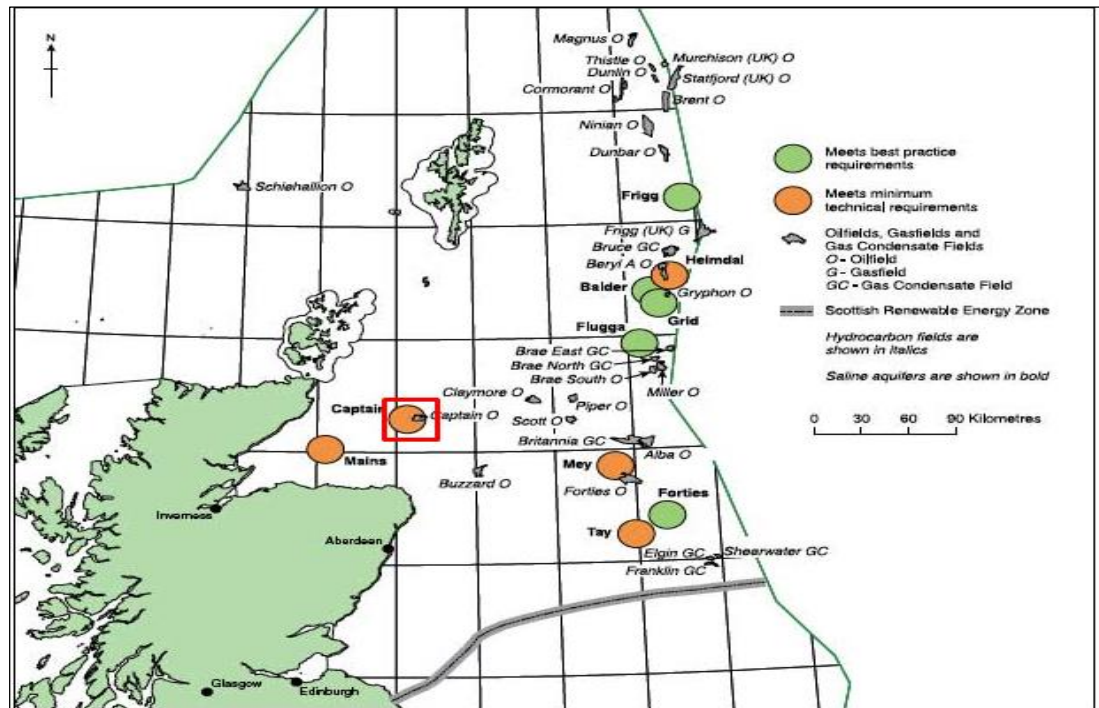 N
Magnus O
Thistle O
Murchison (UK) O
Dunlin O
Statfjord (UK) O
Cormorant O
Brent O
Ninian O
Dunbar O
Schiehallion O
Frigg
Frigg (UK) G
Bruce GC
Heimdal
Beryl A O
Balder
Gryphon O
Grid
Flugga
Brae East GC
Brae North GC
Brae South O
Miller O
Claymore O
Piper O
Captain
Captain O
Scott O
Britannia GC
Alba O
Mains
Mey
Buzzard O
Forties O
Forties
Inverness
Tay
Aberdeen
Elgin GC
Shearwater GC
Franklin GC
Glasgow
Edinburgh
Meets best practice
requirements
Meets minimum
technical requirements
Oilfields, Gasfields and
Gas Condensate Fields
O - Oilfield
G - Gasfield
GC - Gas Condensate Field
Scottish Renewable Energy Zone
Hydrocarbon fields are
shown in italics
Saline aquifers are shown in bold
0 30 60 90 Kilometres